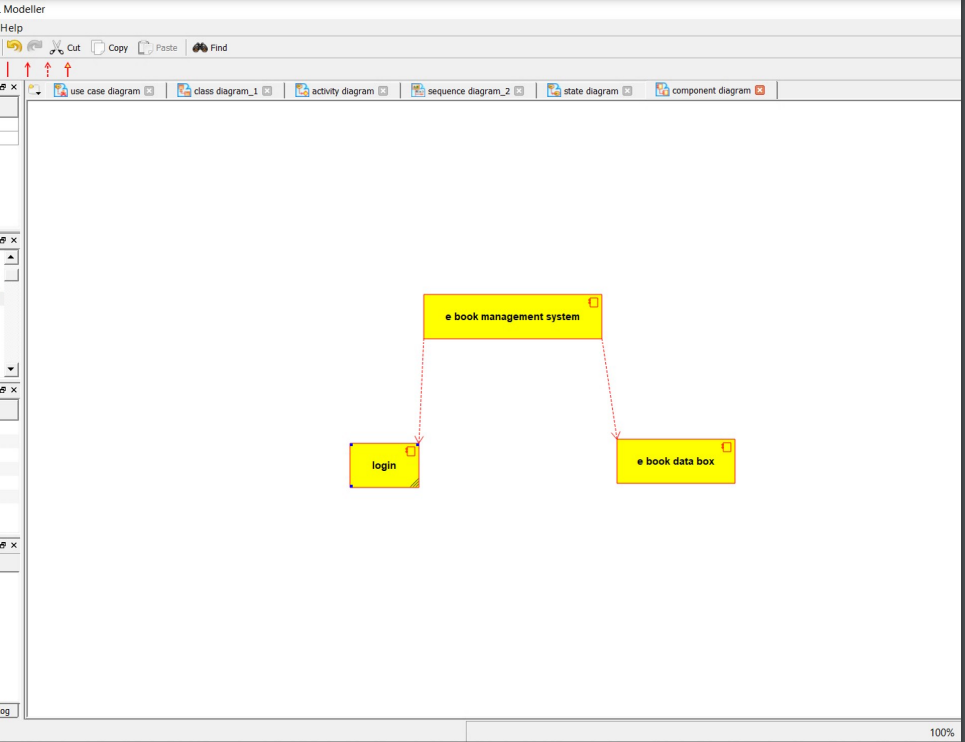 Modeller
Help
Cut Copy Paste Find
use case diagram class diagram_1 activity diagram sequence diagram_2 state diagram component diagram
e book management system
login
e book data box
og
100%